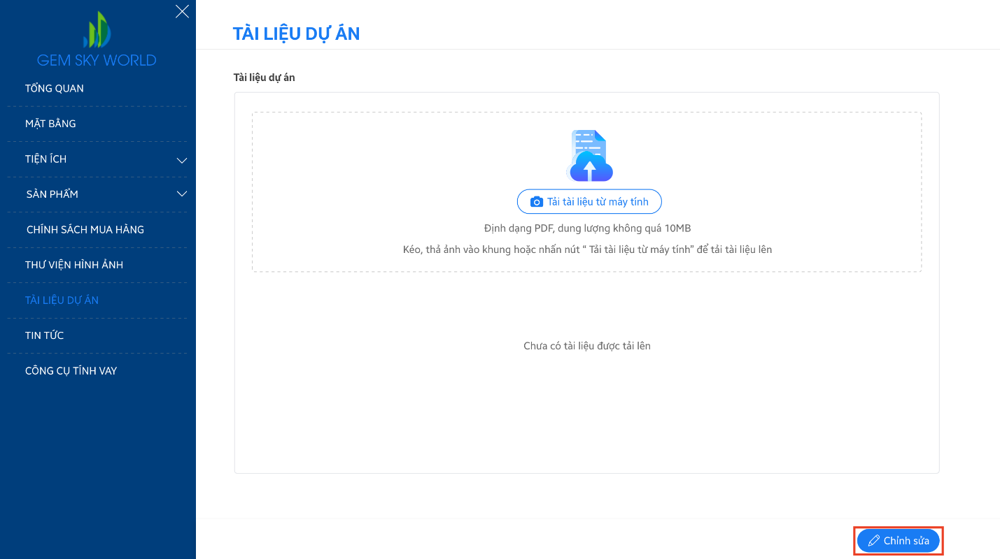 GEM SKY WORLD
TỔNG QUAN
MẶT BẰNG
TIỆN ÍCH
SẢN PHẨM
CHÍNH SÁCH MUA HÀNG
THƯ VIỆN HÌNH ẢNH
TÀI LIỆU DỰ ÁN
TIN TỨC
CÔNG CỤ TÍNH VAY
TÀI LIỆU DỰ ÁN
Tài liệu dự án
Tải tài liệu từ máy tính
Định dạng PDF, dung lượng không quá 10MB
Kéo, thả ảnh vào khung hoặc nhấn nút “ Tải tài liệu từ máy tính” để tải tài liệu lên
Chưa có tài liệu được tải lên
Chỉnh sửa